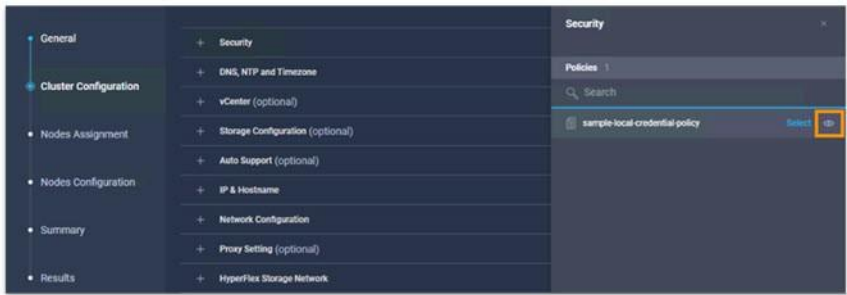 General
Cluster Configuration
Nodes Assignment
Nodes Configuration
Summary
Results
Security
DNS, NTP and Timezone
vCenter (optional)
Storage Configuration (optional)
Auto Support (optional)
IP & Hostname
Network Configuration
Proxy Setting (optional)
HyperFlex Storage Network
Security
Policies 1
Search
sample-local-credential-policy Select